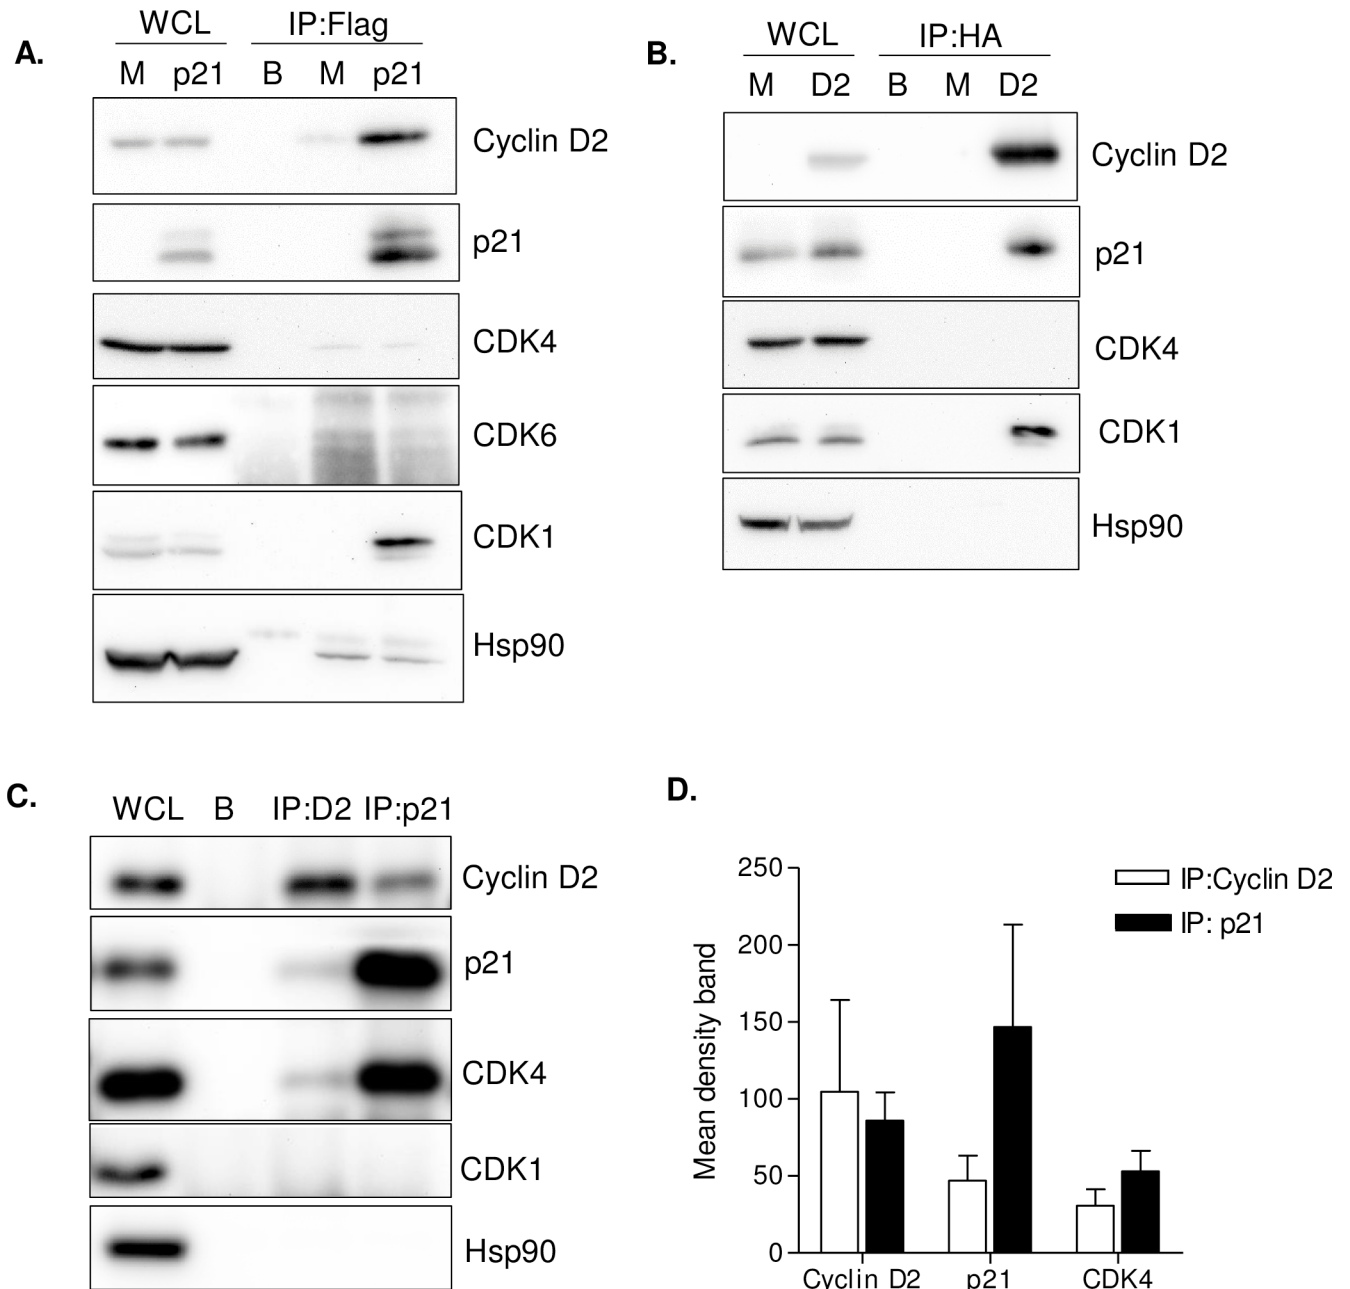 A.
WCL IP:Flag
M p21 B M p21
Cyclin D2
p21
CDK4
CDK6
CDK1
Hsp90
B.
WCL IP:HA
M D2 B M D2
Cyclin D2
p21
CDK4
CDK1
Hsp90
C.
WCL B IP:D2 IP:p21
Cyclin D2
p21
CDK4
CDK1
Hsp90
D.
IP:Cyclin D2
IP: p21
Mean density band
250
200
150
100
50
0
Cyclin D2 p21 CDK4